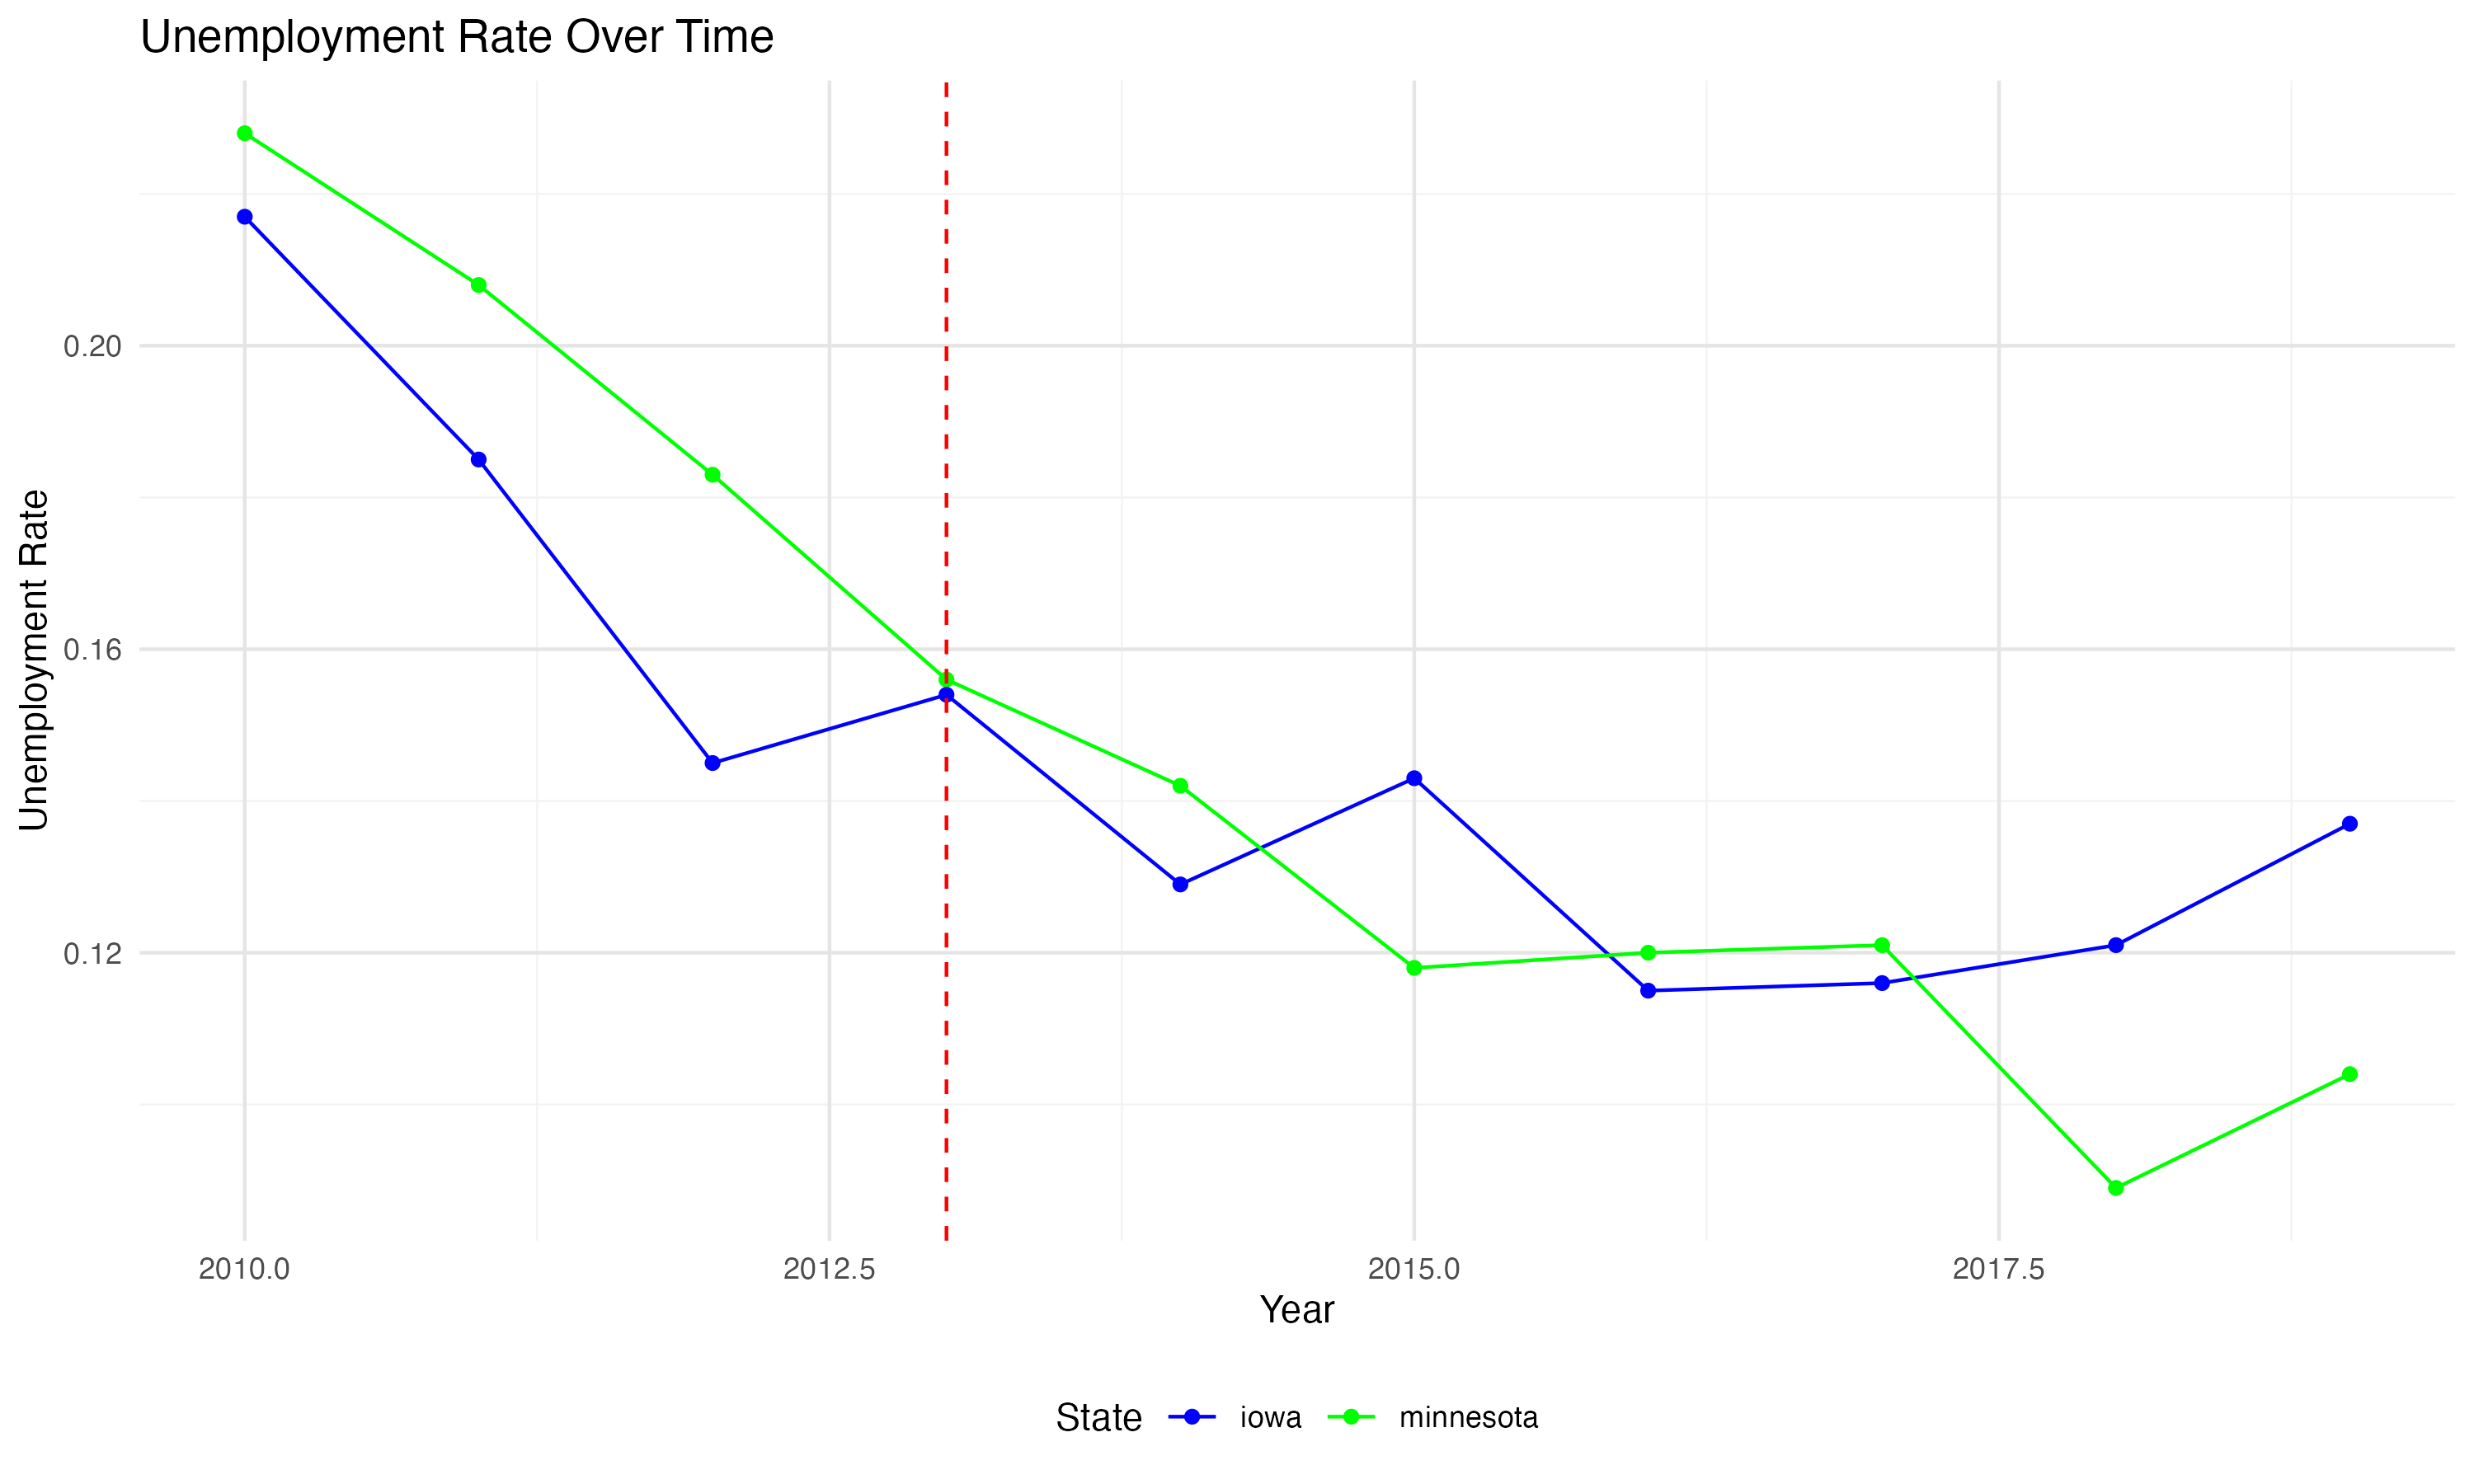 Unemployment Rate Over Time
Unemployment Rate
0.20
0.16
0.12
2010.0 2012.5 2015.0 2017.5
Year
State iowa minnesota